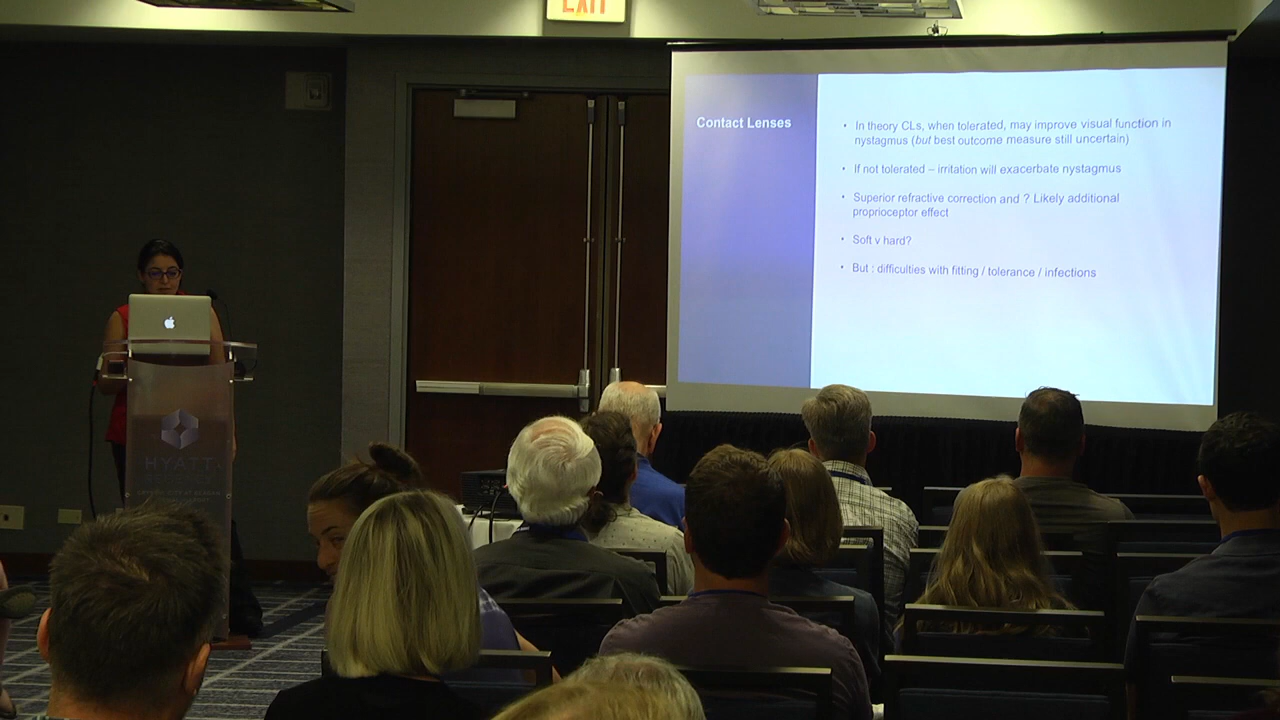 EXIT
Contact Lenses
• In theory CLs, when tolerated, may improve visual function in
nystagmus (but best outcome measure still uncertain)
• If not tolerated – irritation will exacerbate nystagmus
• Superior refractive correction and ? Likely additional
proprioceptor effect
• Soft v hard?
• But : difficulties with fitting / tolerance / infections
HYATT